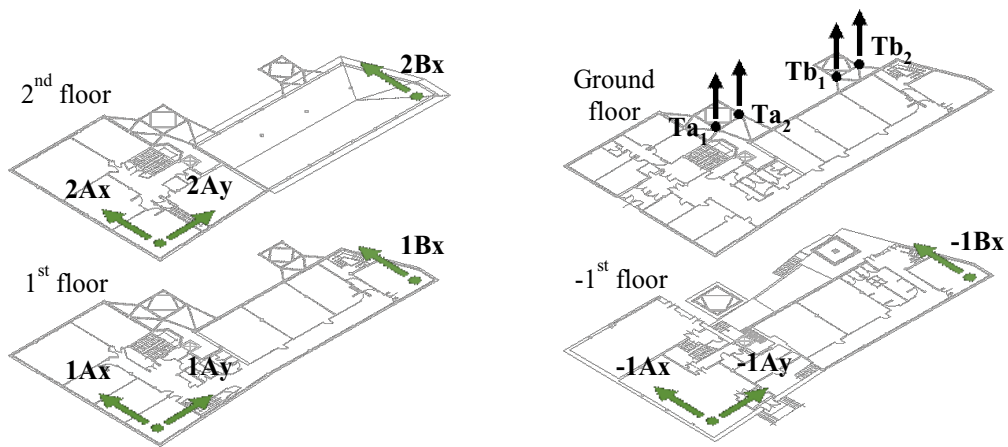 2nd floor
2Bx
2Ax
2Ay
1st floor
1Bx
1Ax
1Ay
Ground
floor
Ta1
Ta2
Tb1
Tb2
-1st floor
-1Bx
-1Ax
-1Ay